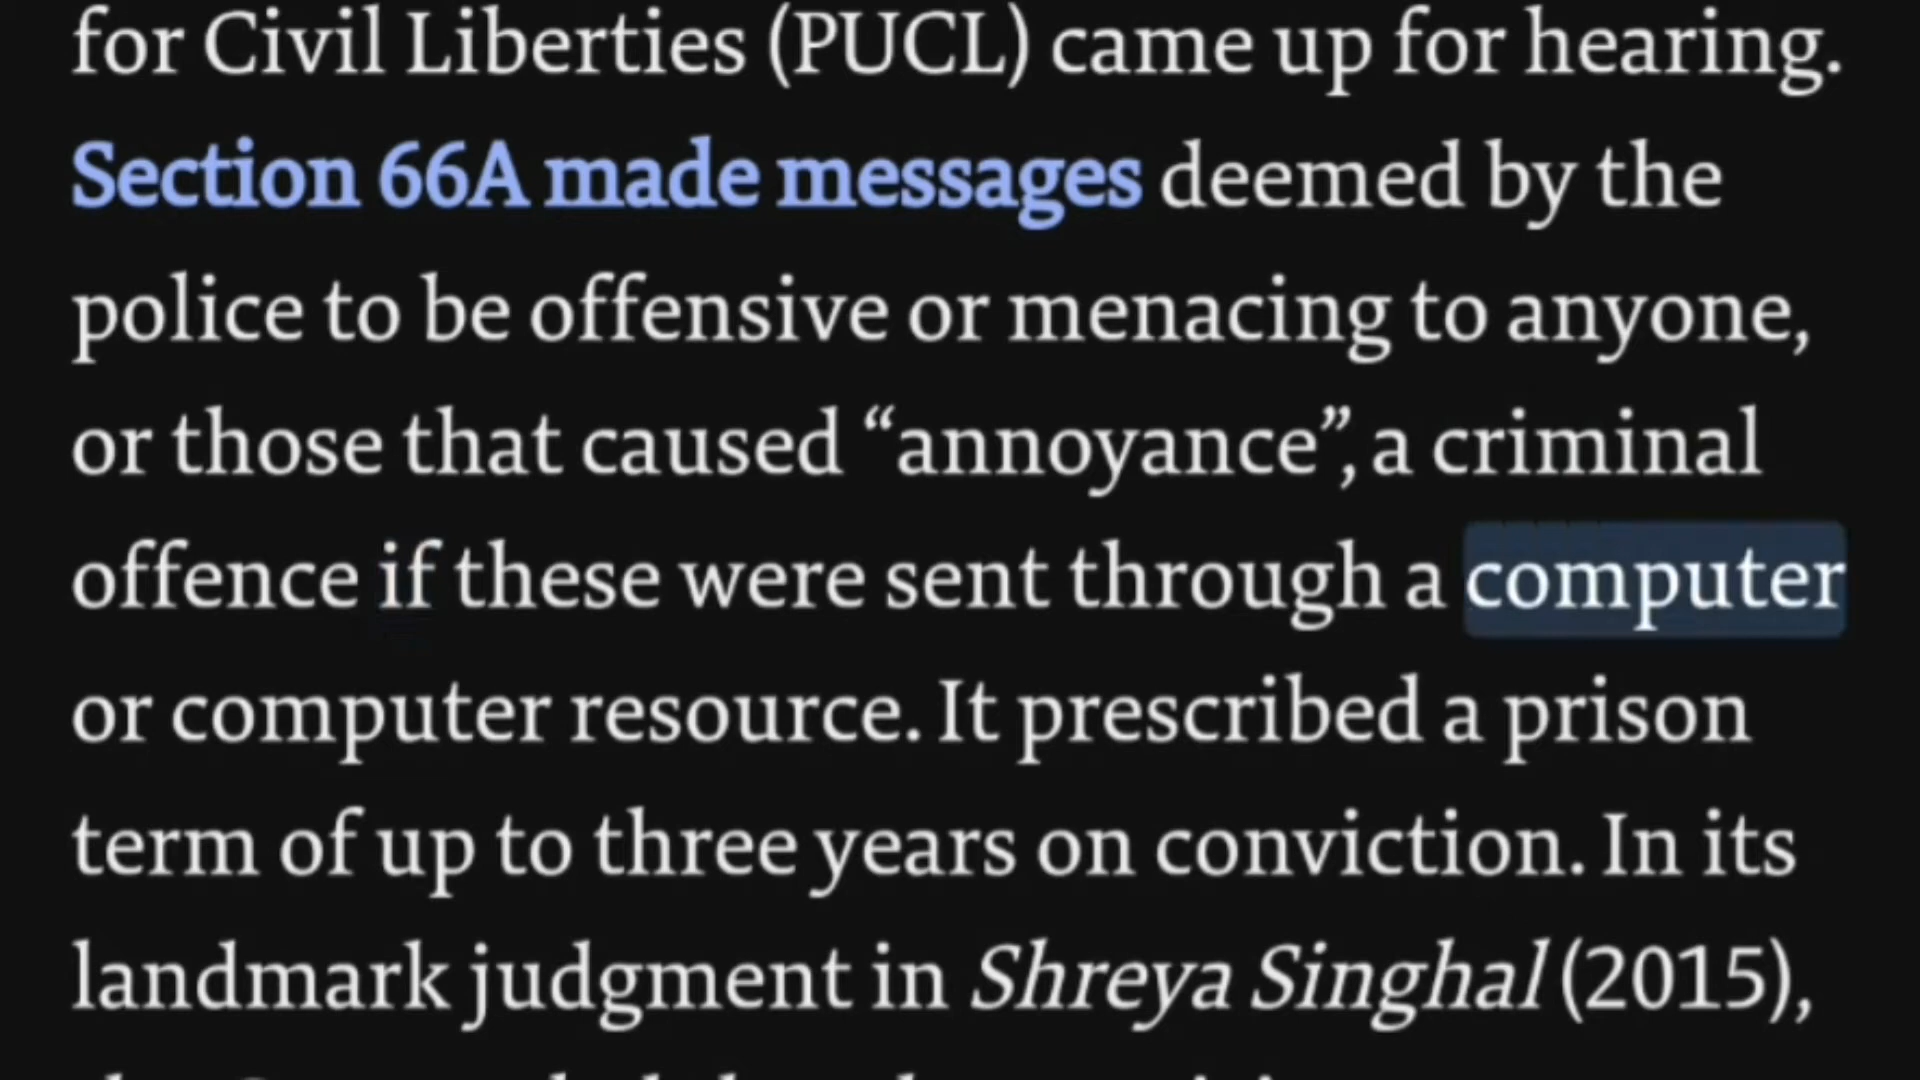 for Civil Liberties (PUCL) came up for hearing.
Section 66A made messages deemed by the
police to be offensive or menacing to anyone,
or those that caused “annoyance”, a criminal
offence if these were sent through a computer
or computer resource. It prescribed a prison
term of up to three years on conviction. In its
landmark judgment in Shreya Singhal (2015),